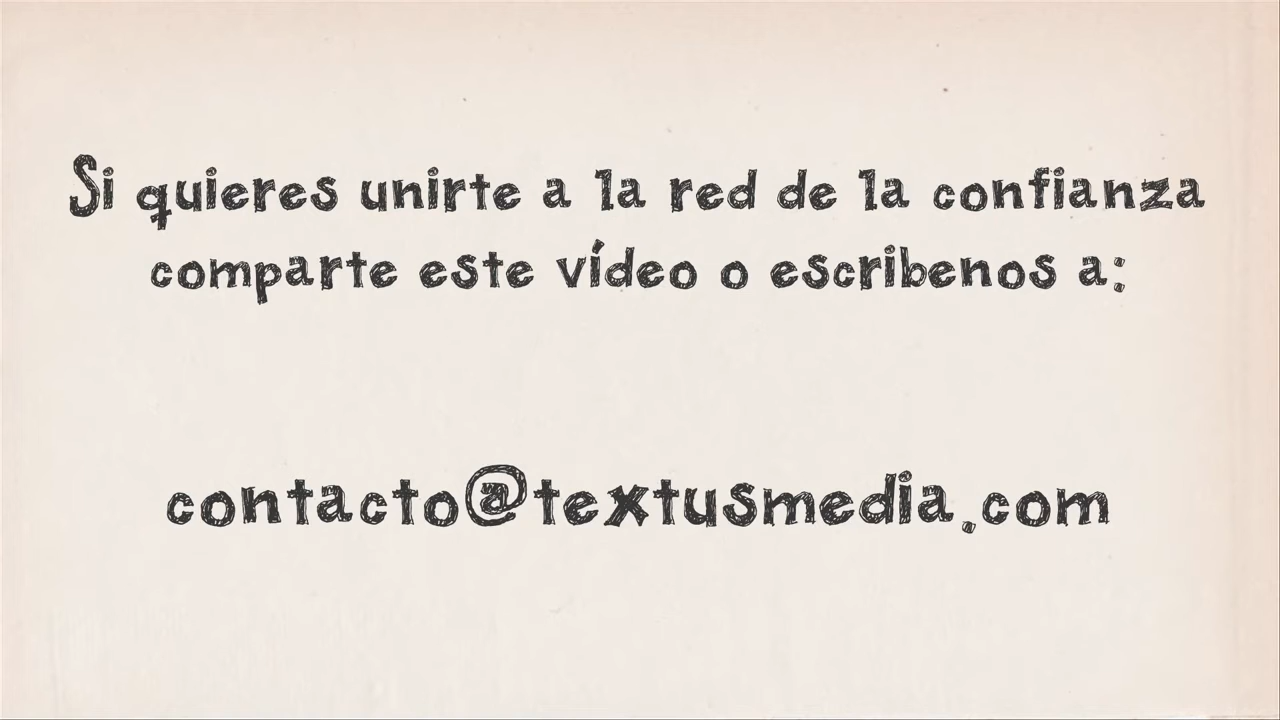 Si quieres unirte a la red de la confianza
comparte este vídeo o escribenos a:
contacto@textusmedia.com